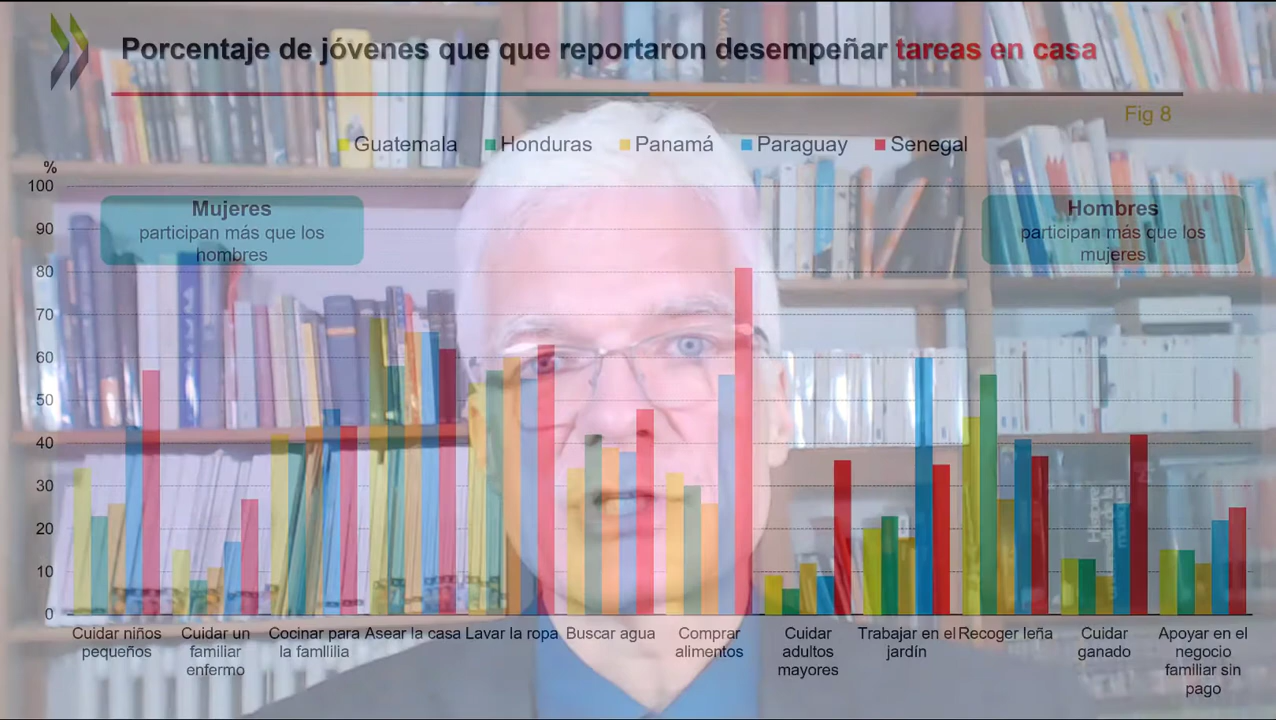 Porcentaje de jóvenes que que reportaron desempeñar tareas en casa
Fig 8
Guatemala Honduras Panamá Paraguay Senegal
%
100
90
80
70
60
50
40
30
20
10
0
Mujeres
participan más que los
hombres
Hombres
participan más que los
mujeres
Cuidar niños
pequeños
Cuidar un
familiar
enfermo
Cocinar para
la famllilia
Asear la casa
Lavar la ropa
Buscar agua
Comprar
alimentos
Cuidar
adultos
mayores
Trabajar en el
jardín
Recoger leña
Cuidar
ganado
Apoyar en el
negocio
familiar sin
pago